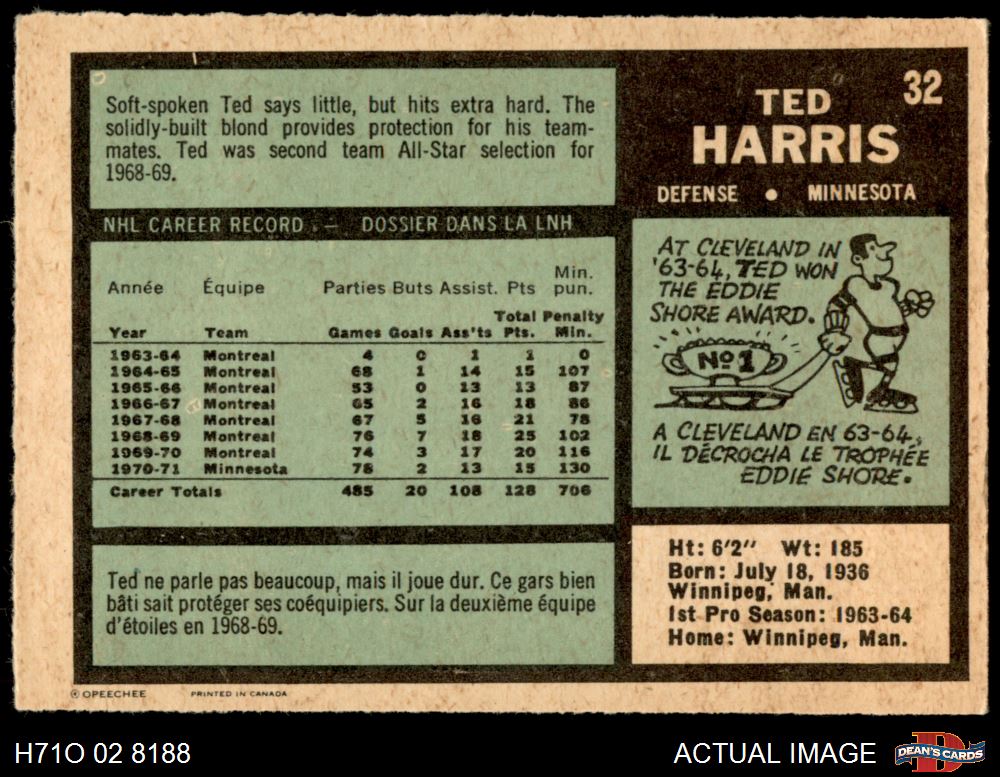 32
TED
HARRIS
DEFENSE • MINNESOTA
Soft-spoken Ted says little, but hits extra hard. The
solidly-built blond provides protection for his team-
mates. Ted was second team All-Star selection for
1968-69.
NHL CAREER RECORD — DOSSIER DANS LA LNH
Min.
Année Équipe Parties Buts Assist. Pts pun.
Total Penalty
Year Team Games Goals Ass'ts Pts. Min.
1963-64 Montreal 4 0 1 1 0
1964-65 Montreal 68 1 14 15 107
1965-66 Montreal 53 0 13 13 87
1966-67 Montreal 65 2 16 18 86
1967-68 Montreal 67 5 16 21 78
1968-69 Montreal 76 7 18 25 102
1969-70 Montreal 74 3 17 20 116
1970-71 Minnesota 78 2 13 15 130
Career Totals 485 20 108 128 706
Ted ne parle pas beaucoup, mais il joue dur. Ce gars bien
bâti sait protéger ses coéquipiers. Sur la deuxième équipe
d'étoiles en 1968-69.
AT CLEVELAND IN
'63-64, TED WON
THE EDDIE
SHORE AWARD.
No 1
A CLEVELAND EN 63-64,
IL DÉCROCHA LE TROPHÉE
EDDIE SHORE.
Ht: 6'2" Wt: 185
Born: July 18, 1936
Winnipeg, Man.
1st Pro Season: 1963-64
Home: Winnipeg, Man.
© OPEECHEE PRINTED IN CANADA
H71O 02 8188
ACTUAL IMAGE
D
DEAN'S CARDS